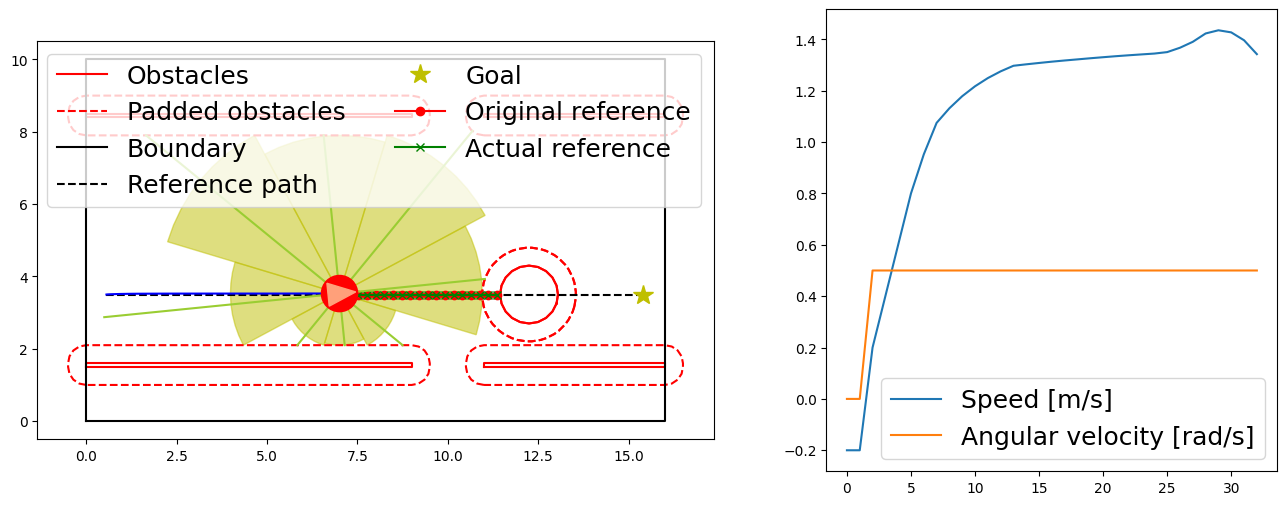 Obstacles
Padded obstacles
Boundary
Reference path
Goal
Original reference
Actual reference
10
8
6
4
2
0
0.0 2.5 5.0 7.5 10.0 12.5 15.0
1.4
1.2
1.0
0.8
0.6
0.4
0.2
0.0
−0.2
Speed [m/s]
Angular velocity [rad/s]
0 5 10 15 20 25 30